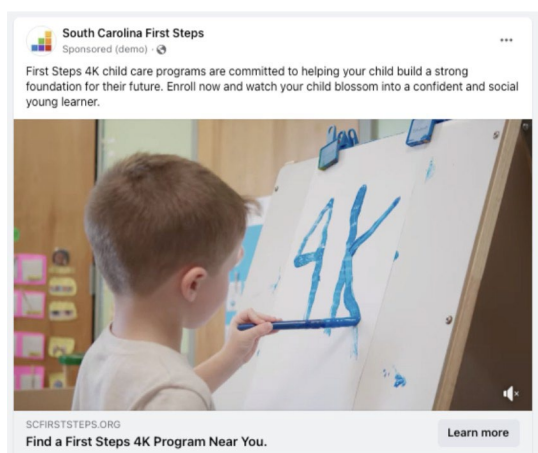 South Carolina First Steps
Sponsored (demo) ·
First Steps 4K child care programs are committed to helping your child build a strong
foundation for their future. Enroll now and watch your child blossom into a confident and social
young learner.
4K
SCFIRSTSTEPS.ORG
Find a First Steps 4K Program Near You.
Learn more